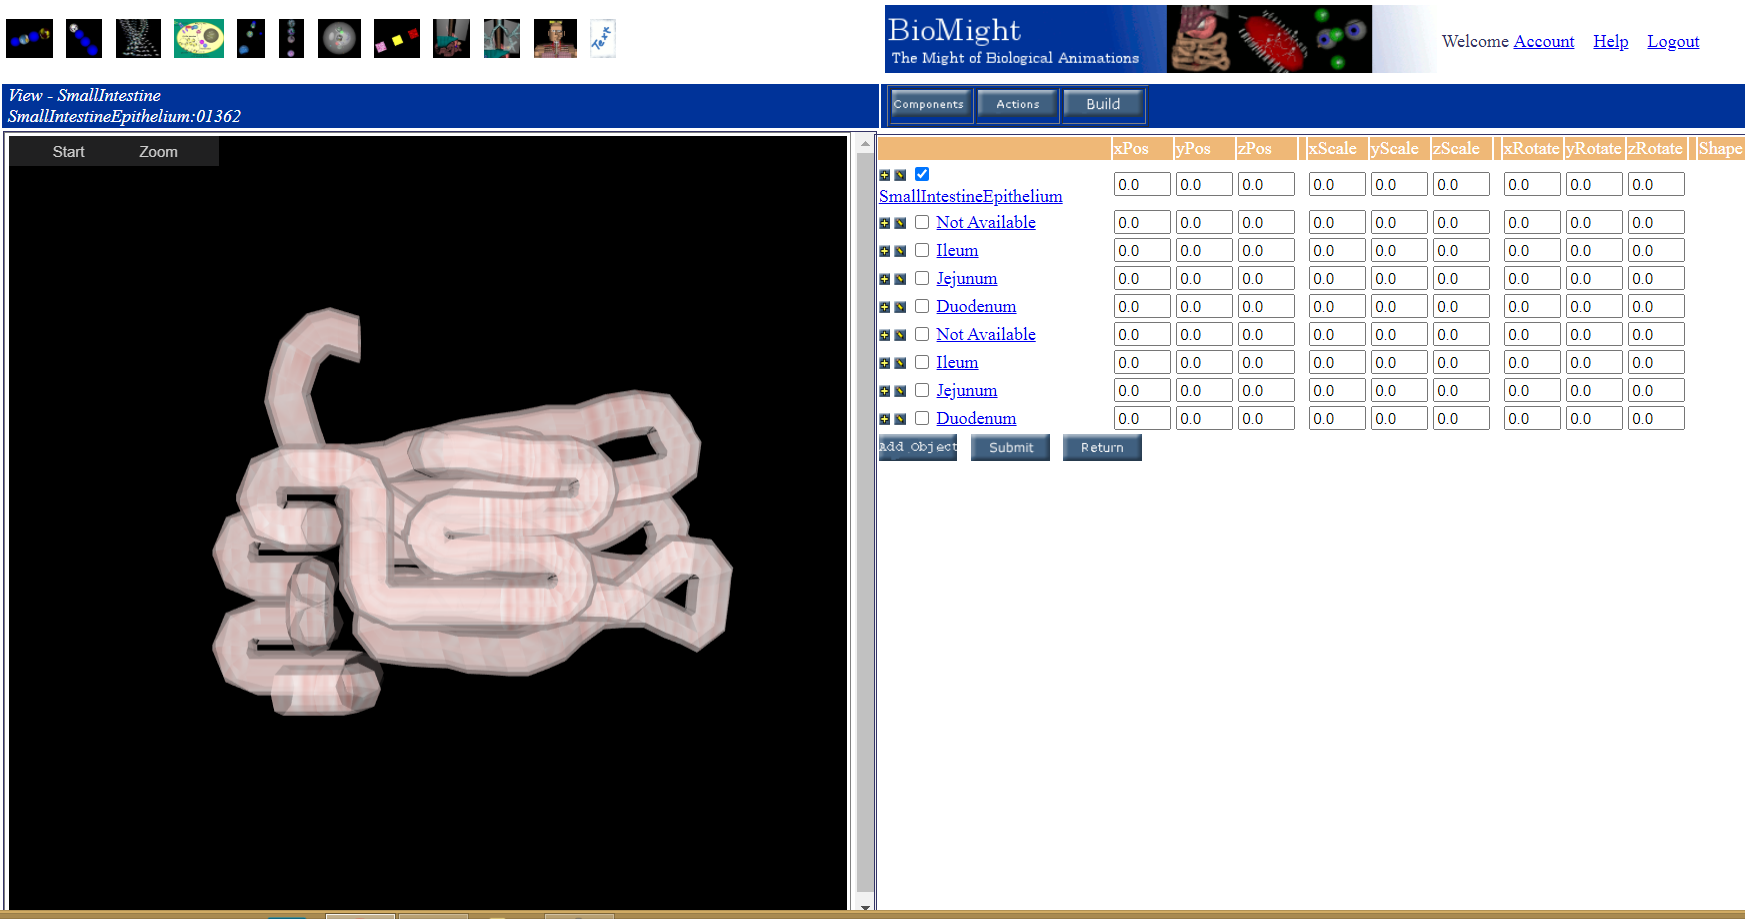 Text
BioMight
The Might of Biological Animations
Welcome Account Help Logout
View - SmallIntestine
SmallIntestineEpithelium:01362
Components Actions Build
Start Zoom
xPos yPos zPos xScale yScale zScale xRotate yRotate zRotate Shape
SmallIntestineEpithelium 0.0 0.0 0.0 0.0 0.0 0.0 0.0 0.0 0.0
Not Available 0.0 0.0 0.0 0.0 0.0 0.0 0.0 0.0 0.0
Ileum 0.0 0.0 0.0 0.0 0.0 0.0 0.0 0.0 0.0
Jejunum 0.0 0.0 0.0 0.0 0.0 0.0 0.0 0.0 0.0
Duodenum 0.0 0.0 0.0 0.0 0.0 0.0 0.0 0.0 0.0
Not Available 0.0 0.0 0.0 0.0 0.0 0.0 0.0 0.0 0.0
Ileum 0.0 0.0 0.0 0.0 0.0 0.0 0.0 0.0 0.0
Jejunum 0.0 0.0 0.0 0.0 0.0 0.0 0.0 0.0 0.0
Duodenum 0.0 0.0 0.0 0.0 0.0 0.0 0.0 0.0 0.0
Add Object Submit Return